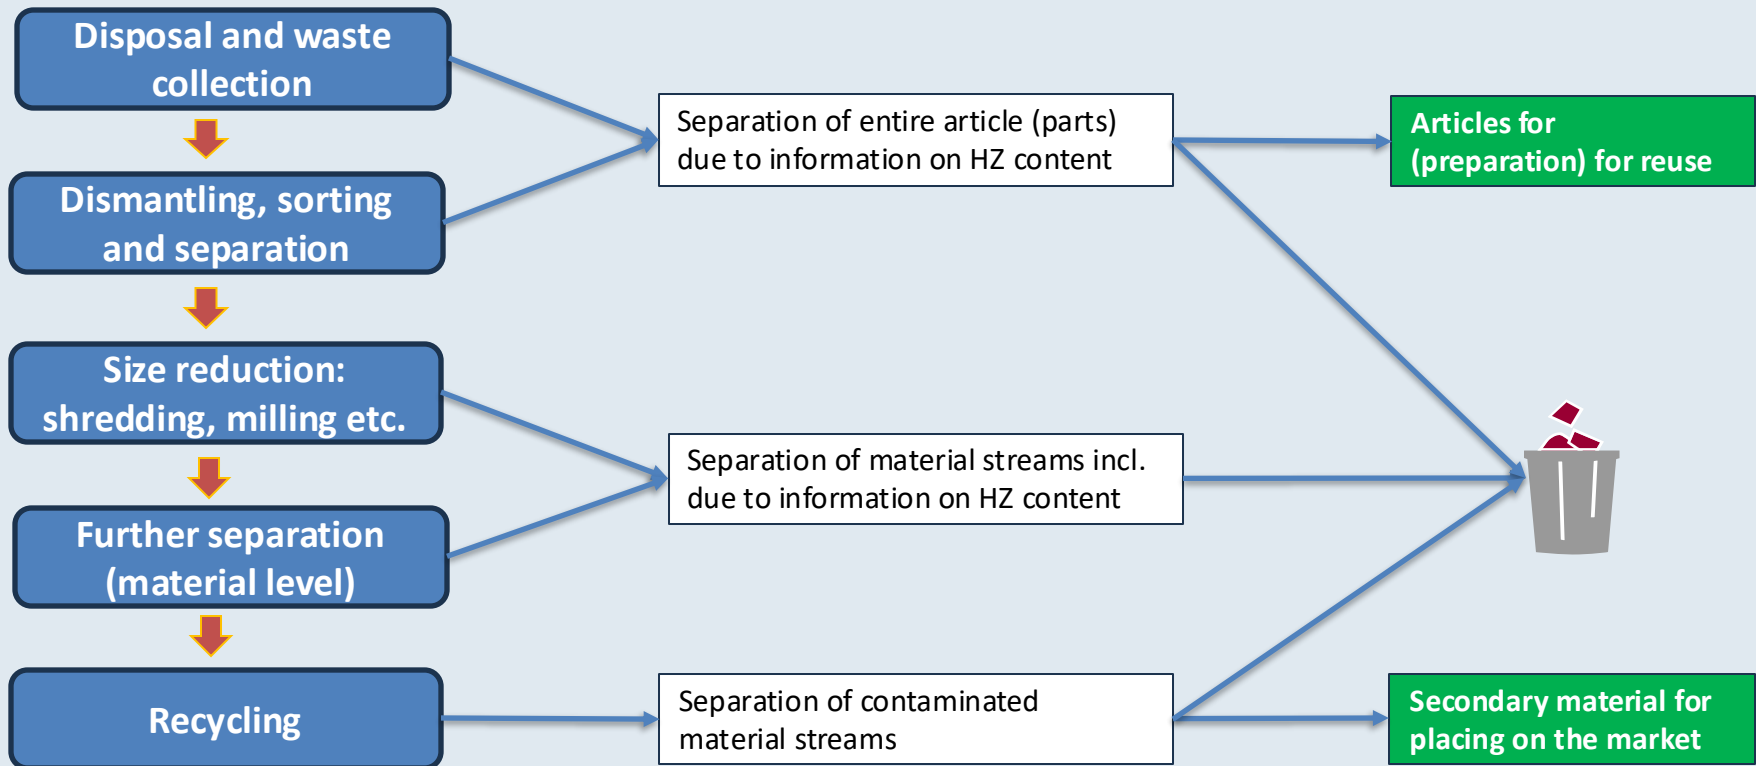 Disposal and waste
collection
Dismantling, sorting
and separation
Size reduction:
shredding, milling etc.
Further separation
(material level)
Recycling
Separation of entire article (parts)
due to information on HZ content
Separation of material streams incl.
due to information on HZ content
Separation of contaminated
material streams
Articles for
(preparation) for reuse
Secondary material for
placing on the market